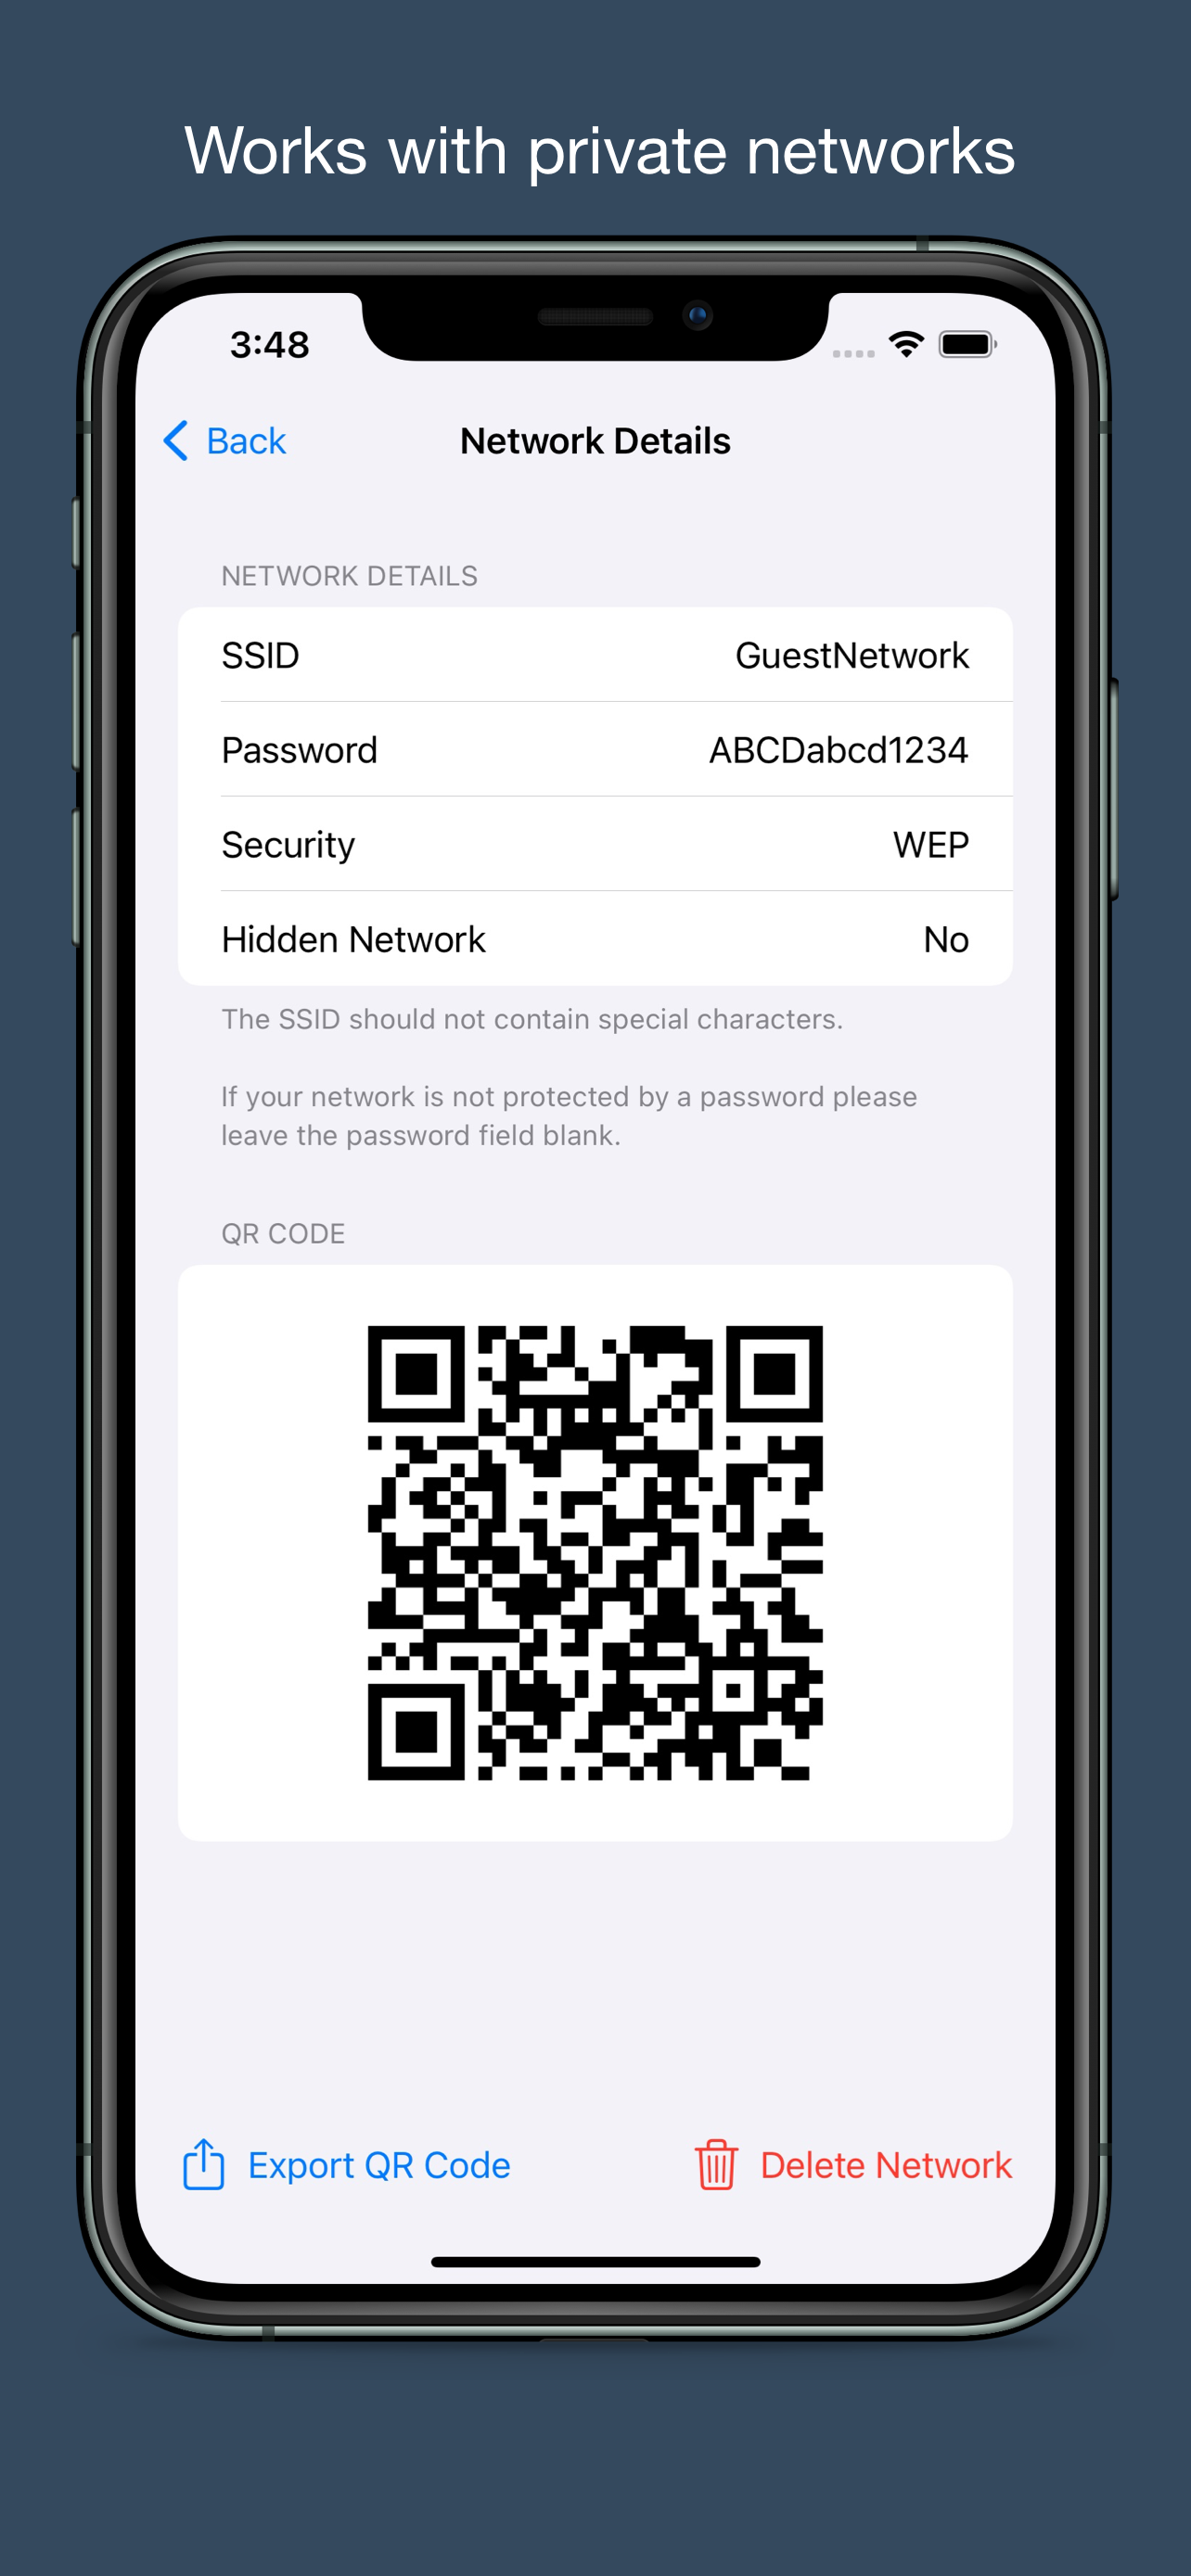 Works with private networks
3:48
Back
Network Details
NETWORK DETAILS
SSID GuestNetwork
Password ABCDabcd1234
Security WEP
Hidden Network No
The SSID should not contain special characters.
If your network is not protected by a password please
leave the password field blank.
QR CODE
Export QR Code
Delete Network